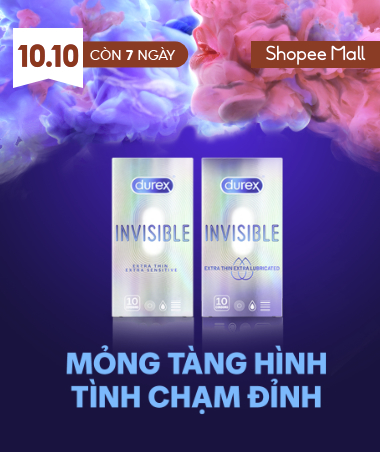 10.10
CÒN 7 NGÀY
Shopee Mall
durex
INVISIBLE
EXTRA THIN
EXTRA SENSITIVE
10
durex
INVISIBLE
EXTRA THIN EXTRA LUBRICATED
10
MỎNG TÀNG HÌNH
TÌNH CHẠM ĐỈNH